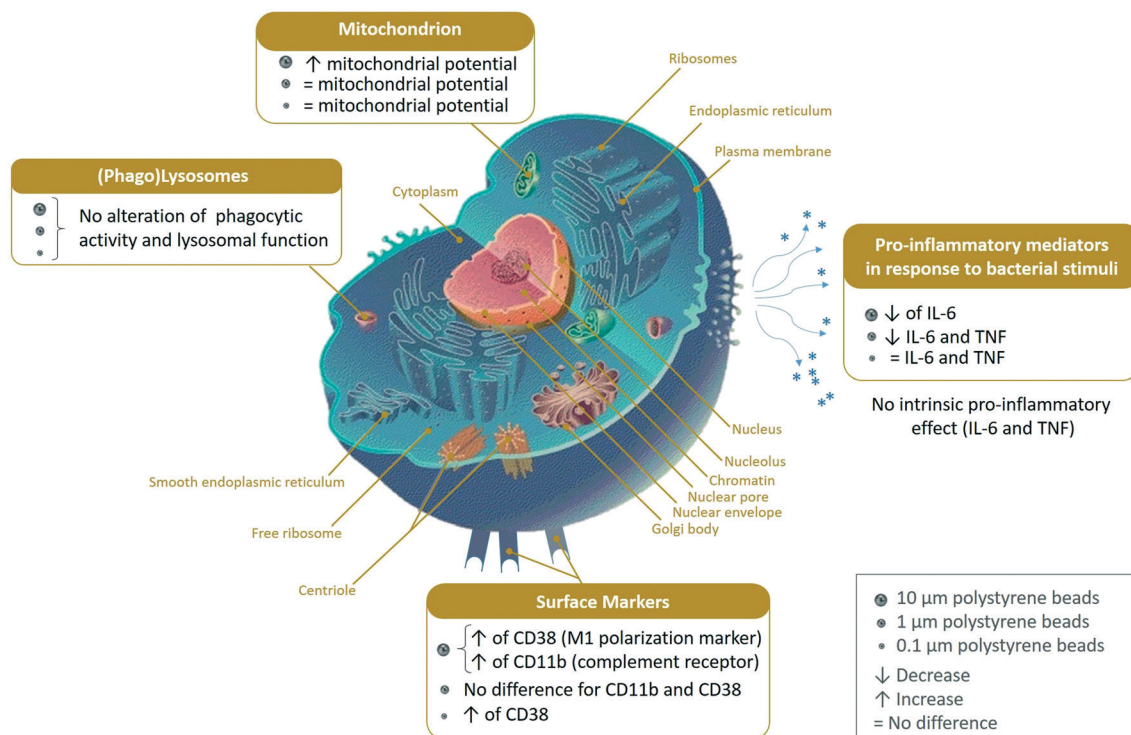 Mitochondrion
↑ mitochondrial potential
= mitochondrial potential
= mitochondrial potential
Ribosomes
Endoplasmic reticulum
Plasma membrane
(Phago)Lysosomes
No alteration of phagocytic
activity and lysosomal function
Cytoplasm
Pro-inflammatory mediators
in response to bacterial stimuli
↓ of IL-6
↓ IL-6 and TNF
= IL-6 and TNF
No intrinsic pro-inflammatory
effect (IL-6 and TNF)
Nucleus
Nucleolus
Chromatin
Nuclear pore
Nuclear envelope
Golgi body
Smooth endoplasmic reticulum
Free ribosome
Centriole
Surface Markers
↑ of CD38 (M1 polarization marker)
↑ of CD11b (complement receptor)
No difference for CD11b and CD38
↑ of CD38
10 μm polystyrene beads
1 μm polystyrene beads
0.1 μm polystyrene beads
↓ Decrease
↑ Increase
= No difference